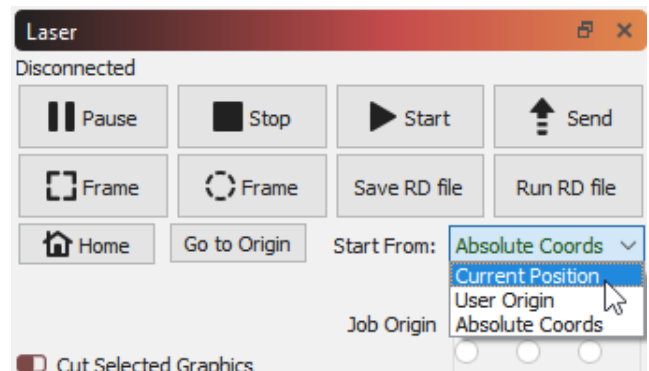 Laser
Disconnected
Pause Stop Start Send
Frame Frame Save RD file Run RD file
Home Go to Origin Start From: Absolute Coords
Current Position
User Origin
Job Origin Absolute Coords
Cut Selected Graphics